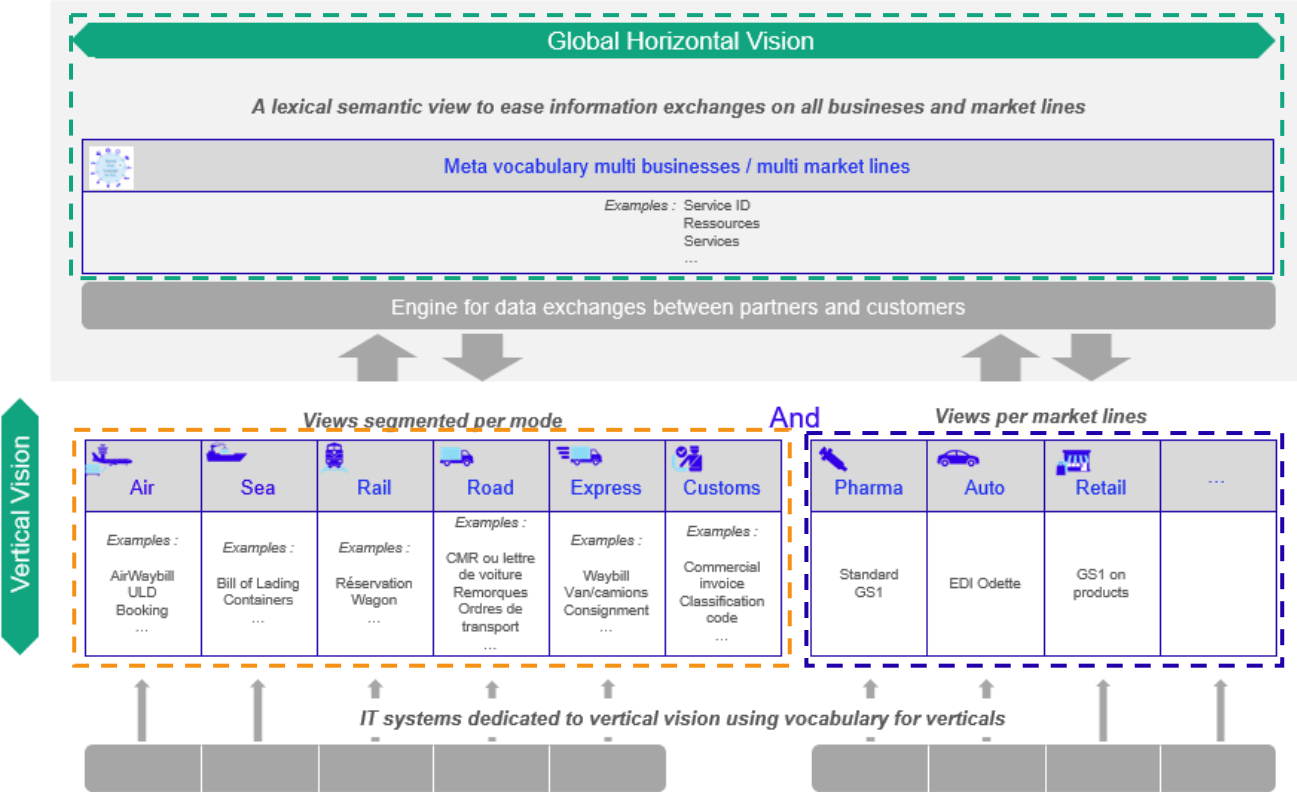 Global Horizontal Vision
A lexical semantic view to ease information exchanges on all busineses and market lines
Meta vocabulary multi businesses / multi market lines
Examples : Service ID
Ressources
Services
...
Engine for data exchanges between partners and customers
Vertical Vision
Views segmented per mode
And
Views per market lines
Air
Sea
Rail
Road
Express
Customs
Pharma
Auto
Retail
...
Examples :
AirWaybill
ULD
Booking
...
Examples :
Bill of Lading
Containers
...
Examples :
Réservation
Wagon
...
Examples :
CMR ou lettre
de voiture
Remorques
Ordres de
transport
...
Examples :
Waybill
Van/camions
Consignment
...
Examples :
Commercial
invoice
Classification
code
...
Standard
GS1
EDI Odette
GS1 on
products
IT systems dedicated to vertical vision using vocabulary for verticals